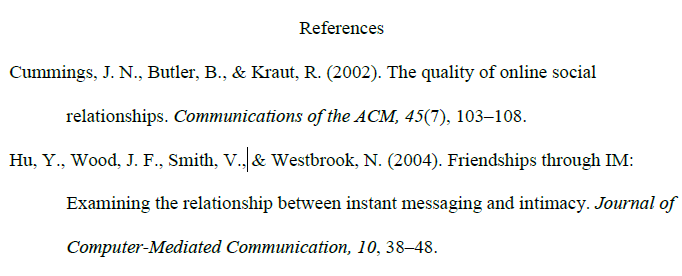 References
Cummings, J. N., Butler, B., & Kraut, R. (2002). The quality of online social
relationships. Communications of the ACM, 45(7), 103–108.
Hu, Y., Wood, J. F., Smith, V., & Westbrook, N. (2004). Friendships through IM:
Examining the relationship between instant messaging and intimacy. Journal of
Computer-Mediated Communication, 10, 38–48.